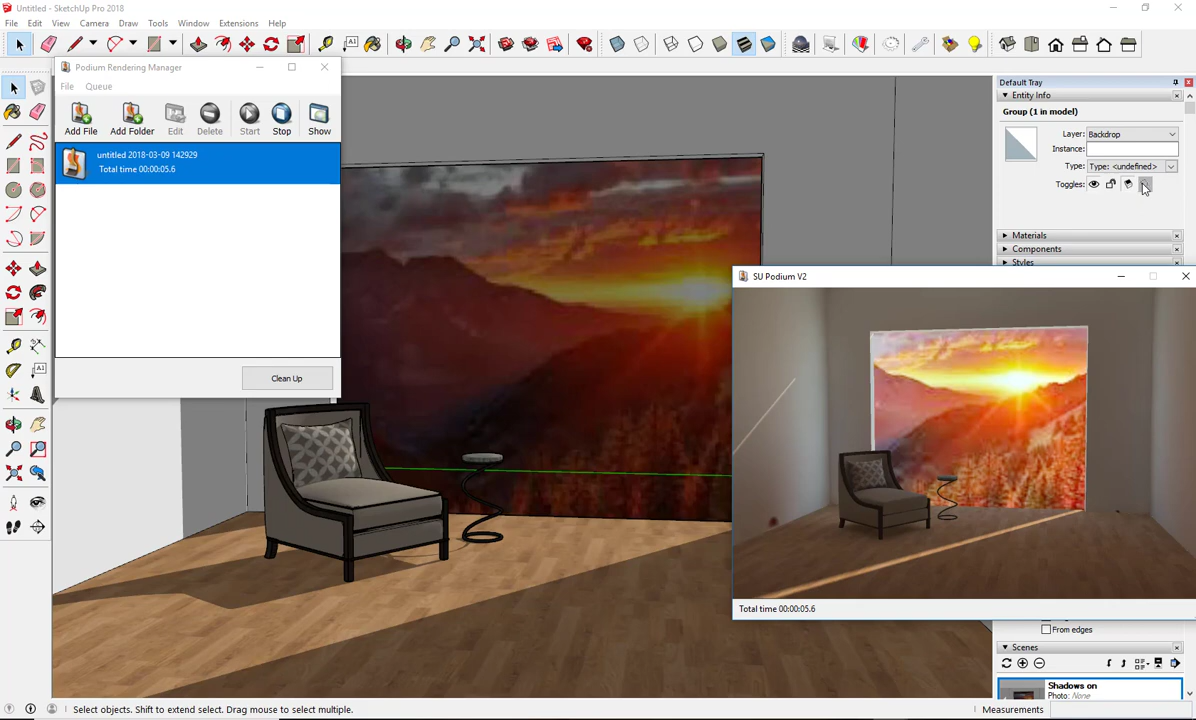 Untitled - SketchUp Pro 2018
File Edit View Camera Draw Tools Window Extensions Help
Podium Rendering Manager
File Queue
Add File Add Folder Edit Delete Start Stop Show
untitled 2018-03-09 142929
Total time 00:00:05.6
Clean Up
Default Tray
Entity Info
Group (1 in model)
Layer: Backdrop
Instance:
Type: Type: <undefined>
Toggles:
Materials
Components
Styles
SU Podium V2
Total time 00:00:05.6
From edges
Scenes
Shadows on
Photo: None
Select objects. Shift to extend select. Drag mouse to select multiple.
Measurements